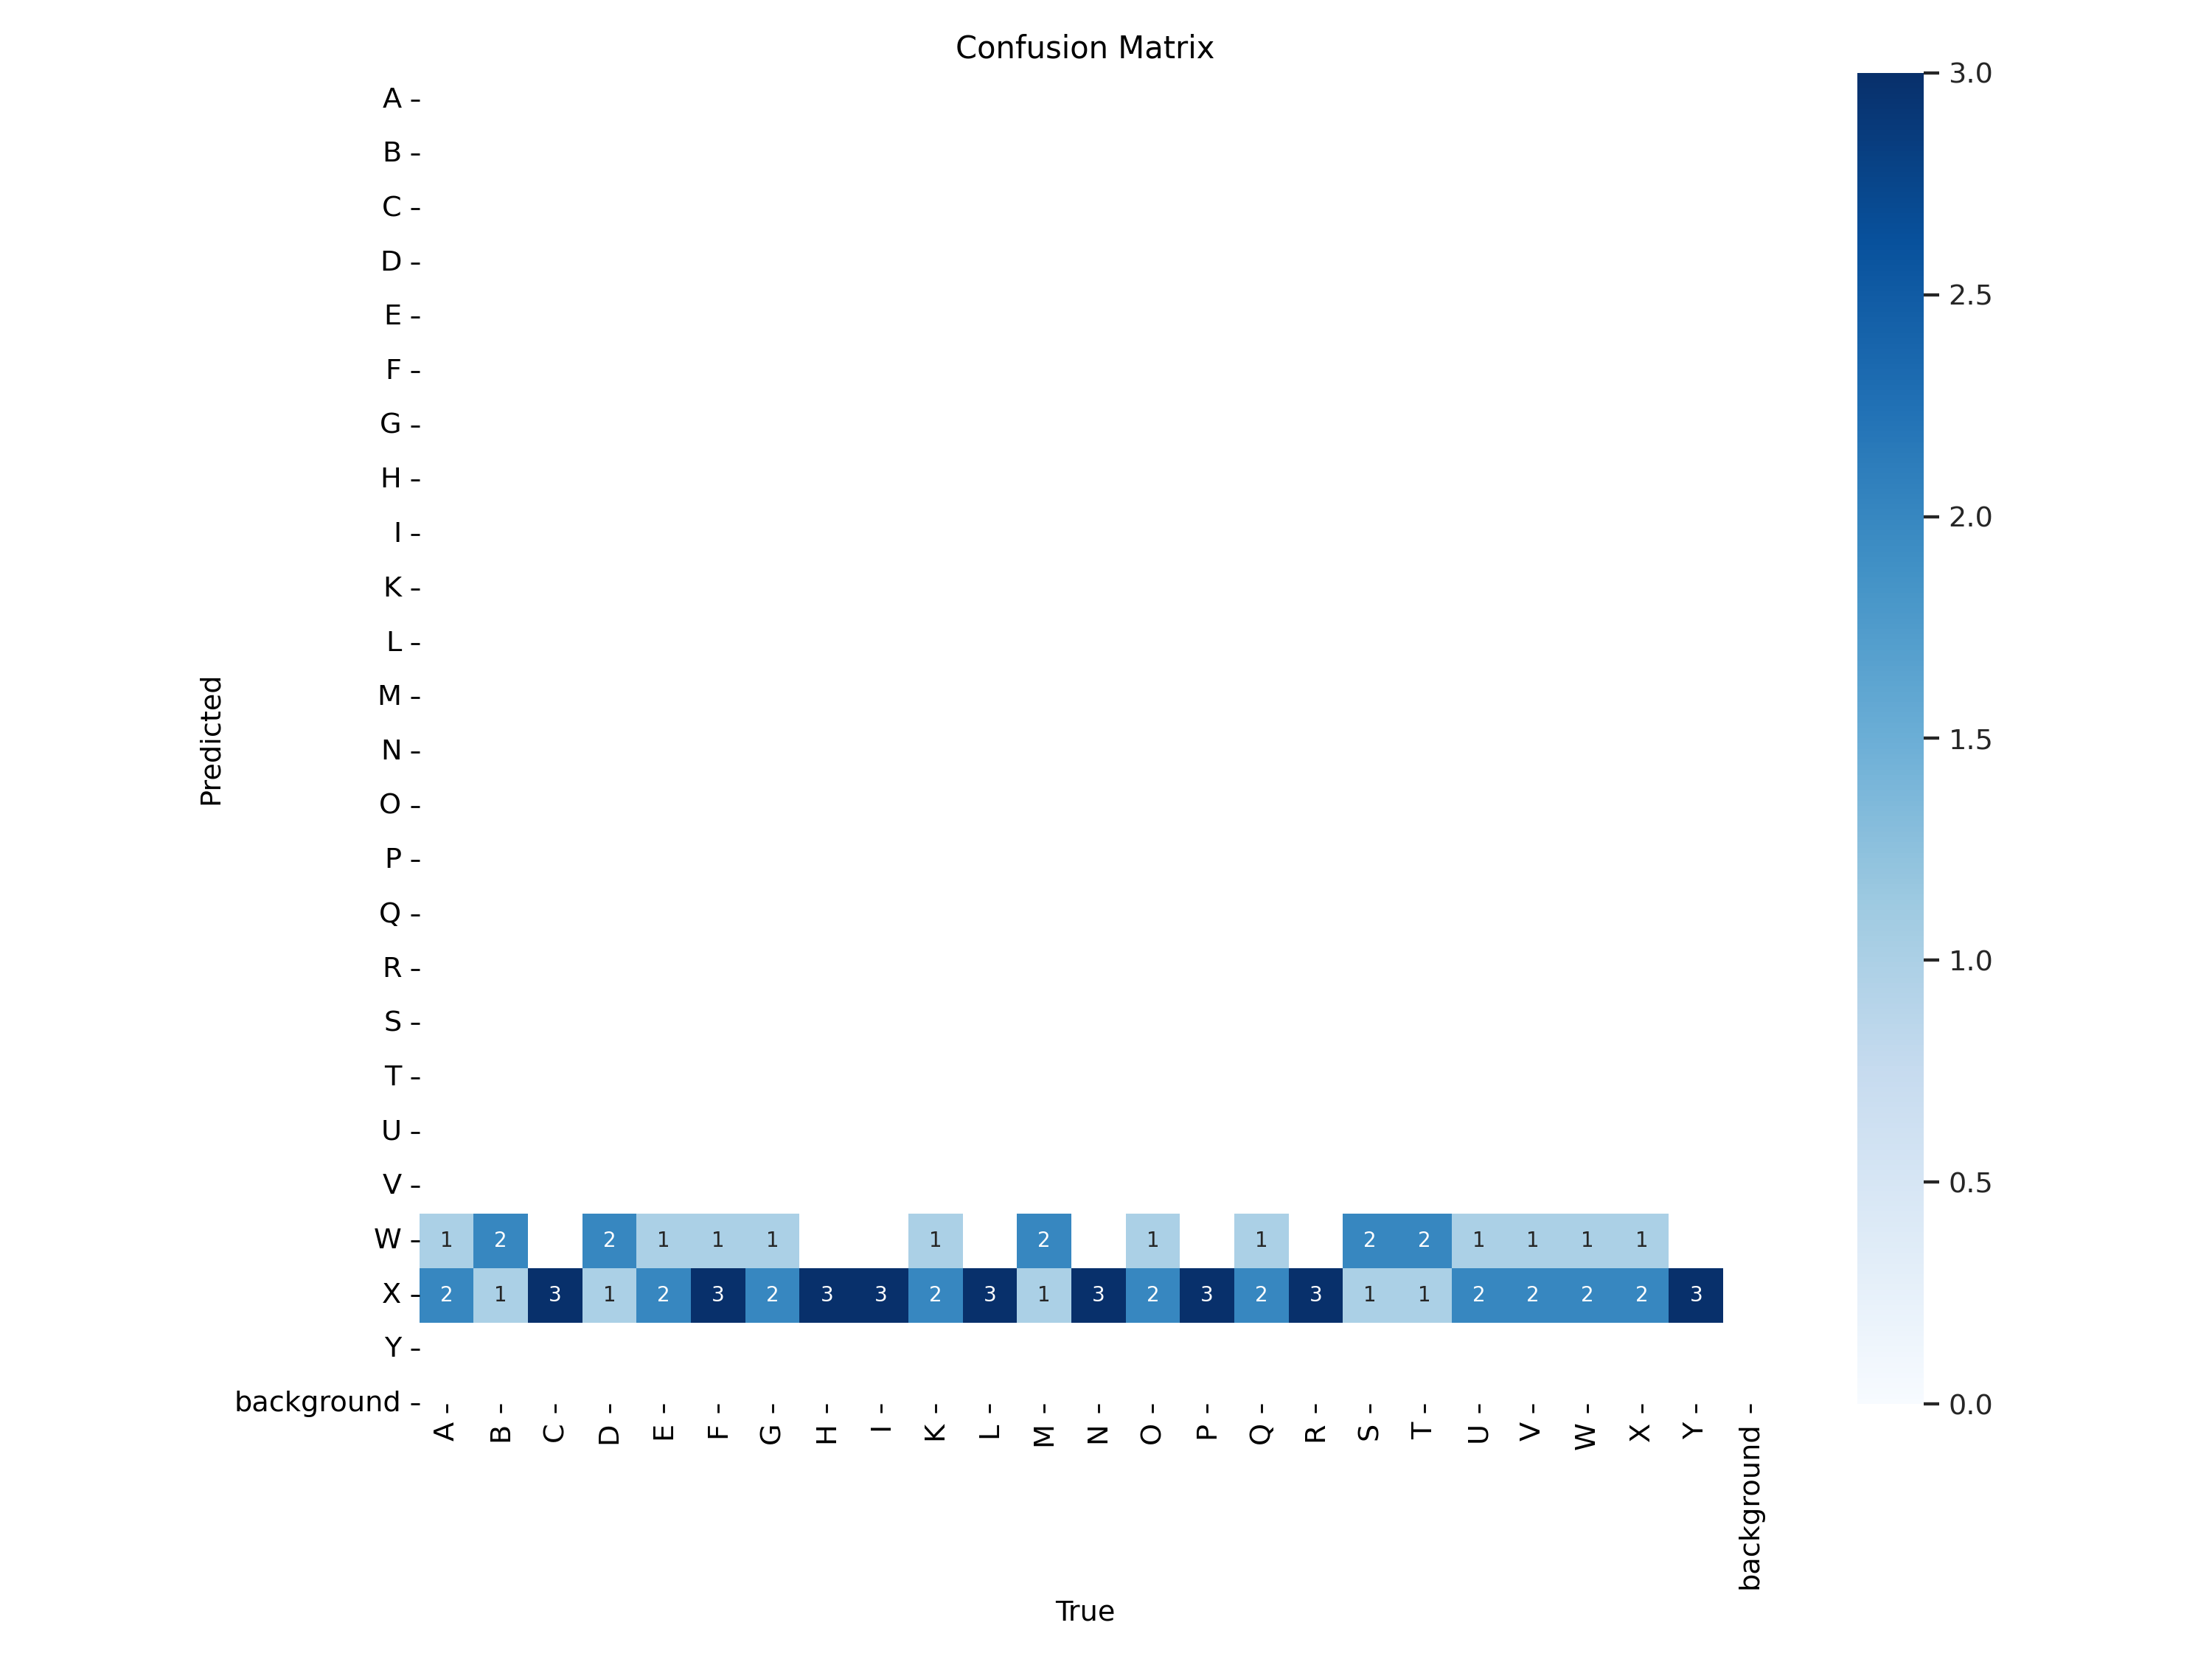 Confusion Matrix
A
B
C
D
E
F
G
H
I
K
L
M
N
O
P
Q
R
S
T
U
V
W 1 2 2 1 1 1 1 2 1 1 2 2 1 1 1 1
X 2 1 3 1 2 3 2 3 3 2 3 1 3 2 3 2 3 1 1 2 2 2 2 3
Y
background
A B C D E F G H I K L M N O P Q R S T U V W X Y background
Predicted
True
3.0
2.5
2.0
1.5
1.0
0.5
0.0